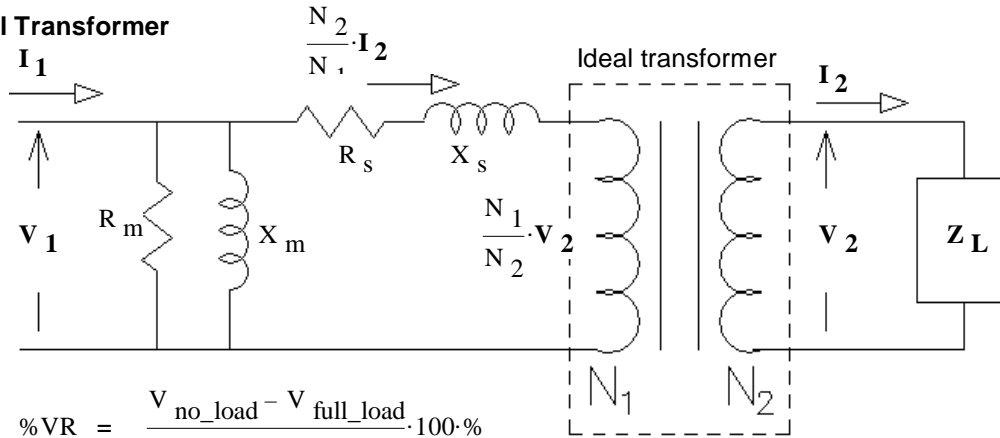 l Transformer
I 1
N 2
N 1
· I 2
Ideal transformer
I 2
R s
X s
V 1
R m
X m
N 1
N 2
· V 2
V 2
Z L
N1
N2
%VR = V no_load − V full_load ·100·%